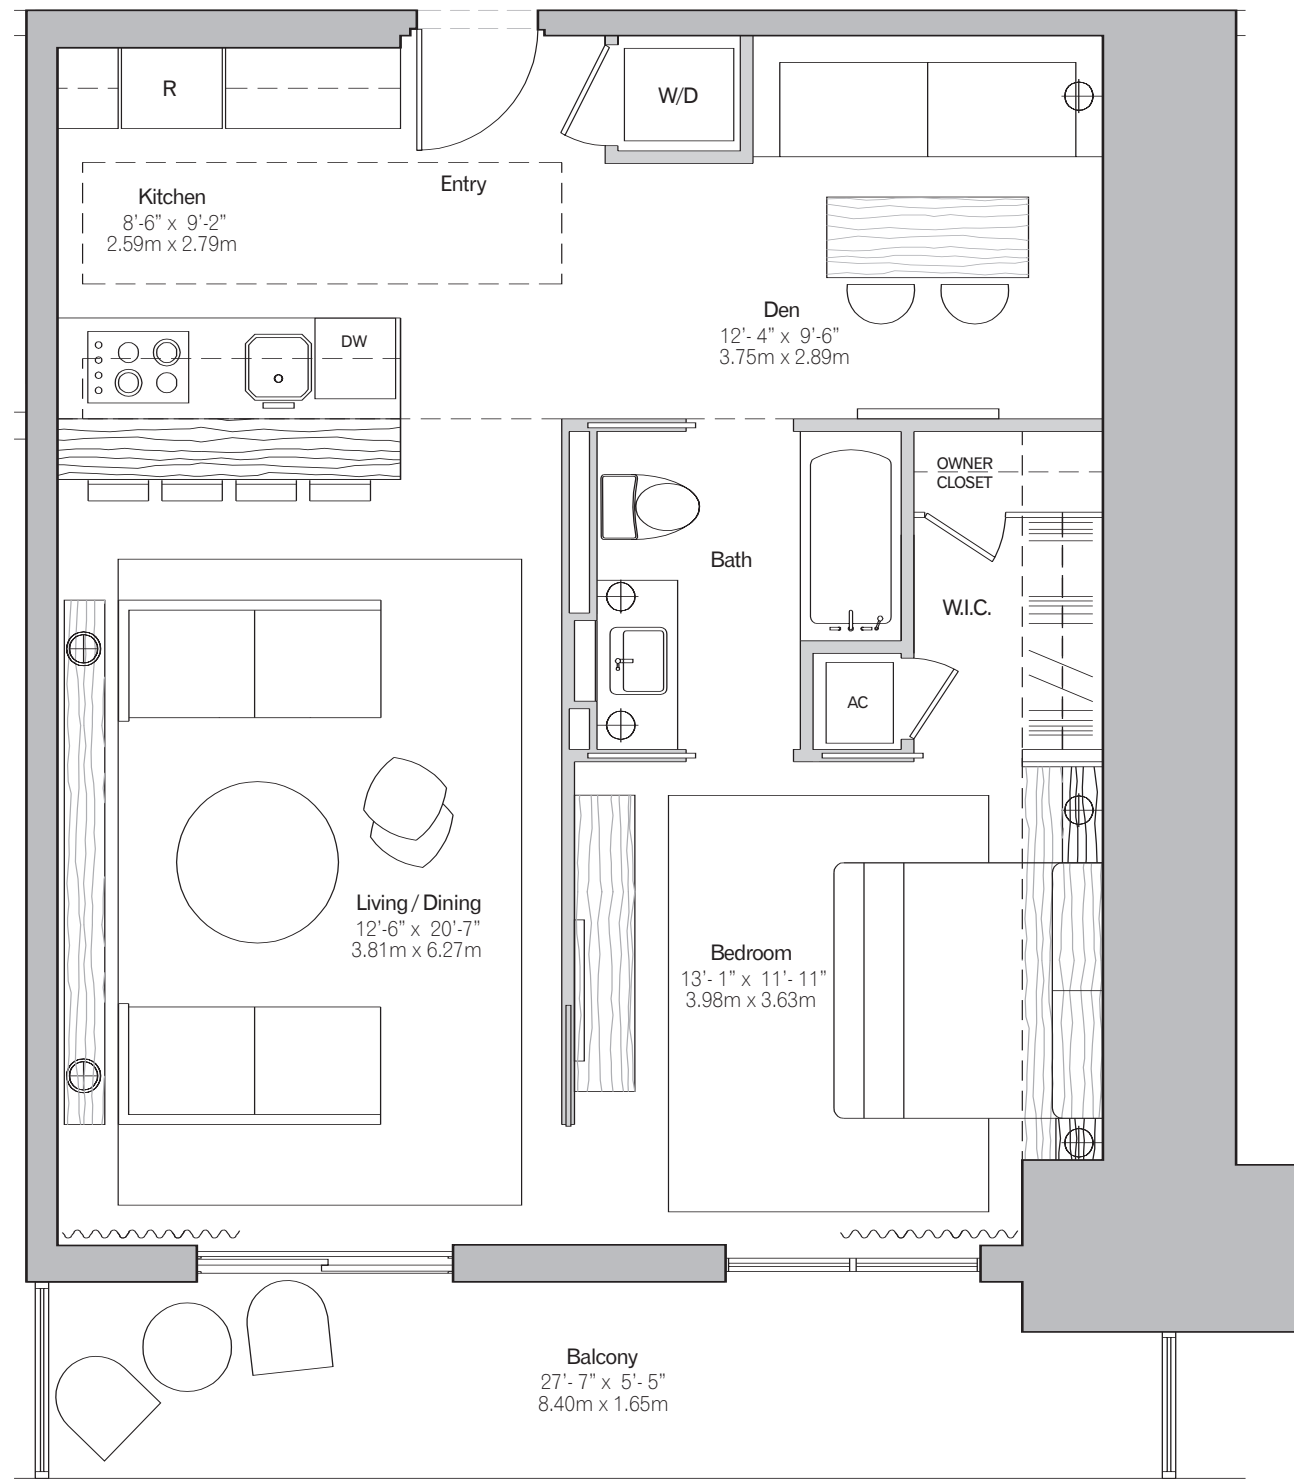 R
W/D
Entry
Kitchen
8'-6” x 9'-2”
2.59m x 2.79m
Den
12'- 4” x 9'-6”
3.75m x 2.89m
DW
OWNER
CLOSET
Bath
W.I.C.
AC
Living / Dining
12'-6” x 20'-7”
3.81m x 6.27m
Bedroom
13'- 1” x 11'- 11”
3.98m x 3.63m
Balcony
27'- 7” x 5'- 5”
8.40m x 1.65m